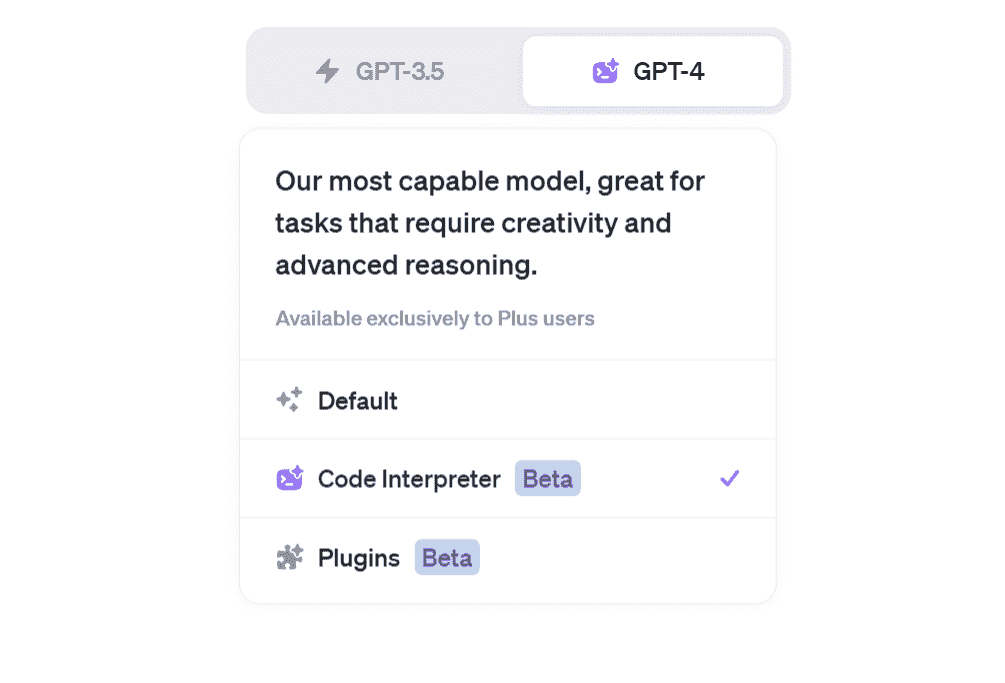 GPT-3.5
GPT-4
Our most capable model, great for
tasks that require creativity and
advanced reasoning.
Available exclusively to Plus users
Default
Code Interpreter Beta
Plugins Beta